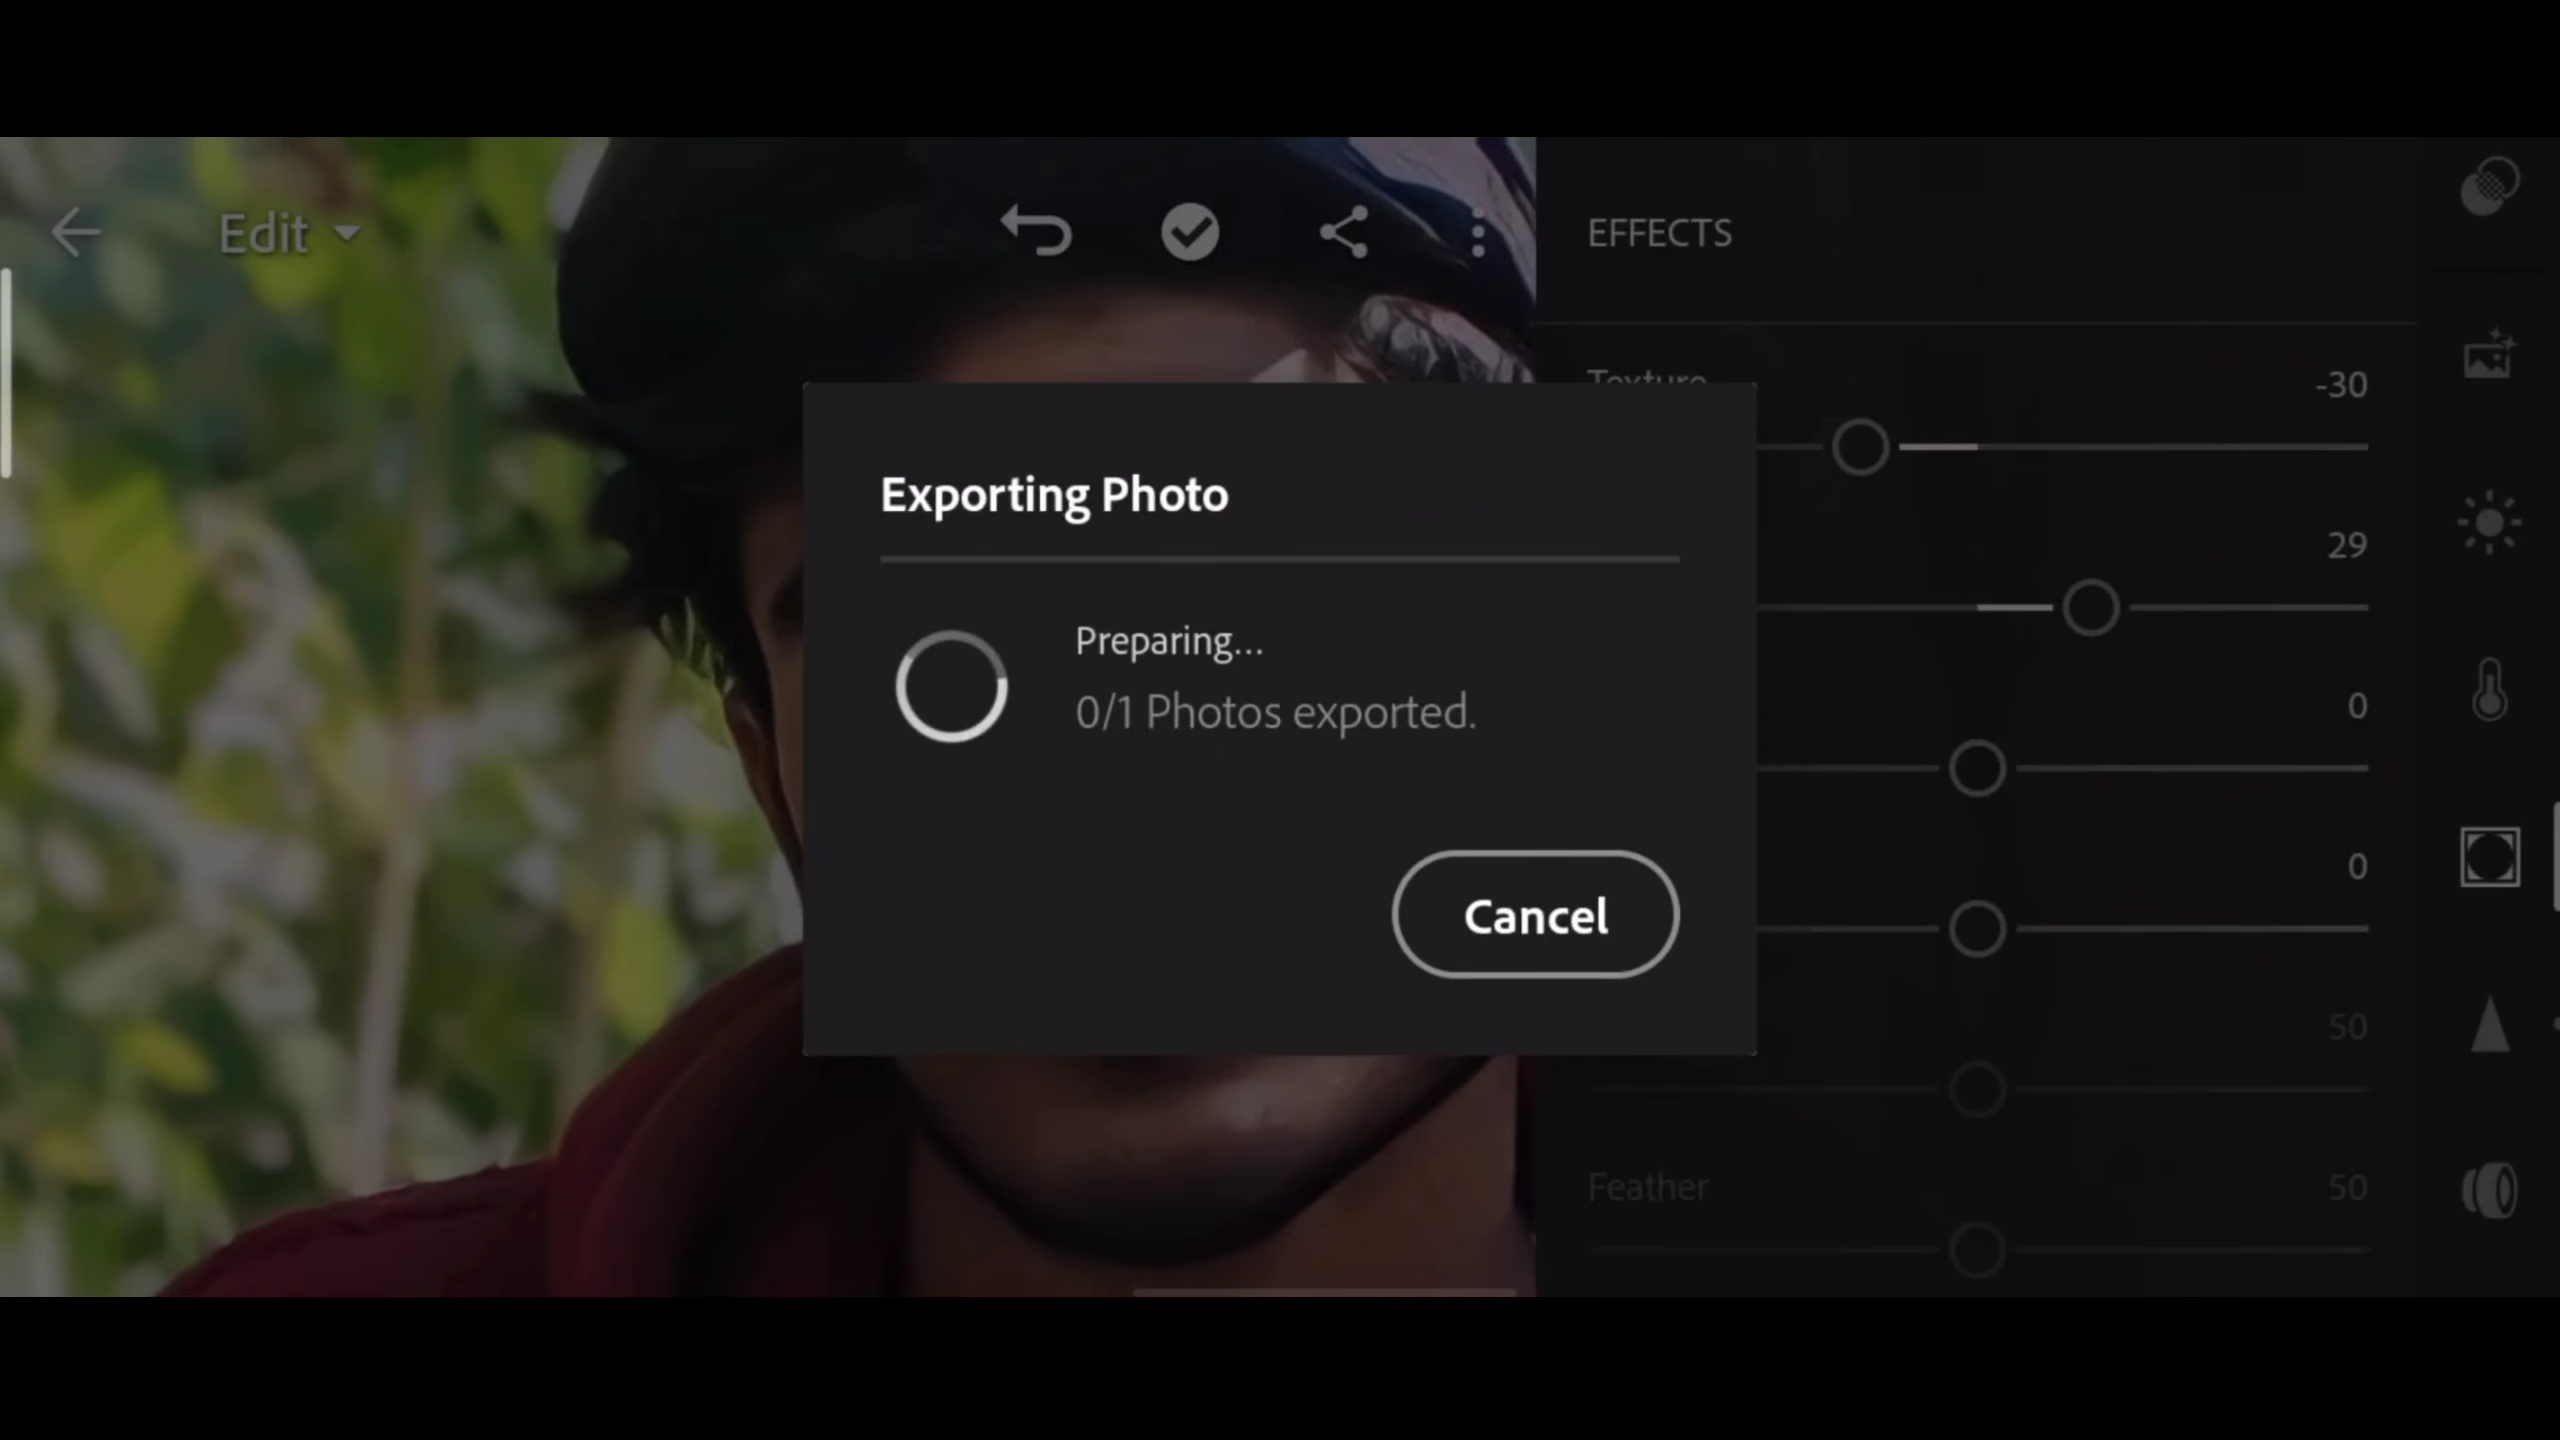 Edit
EFFECTS
Texture
-30
Exporting Photo
29
Preparing...
0/1 Photos exported.
0
0
Cancel
50
Feather
50